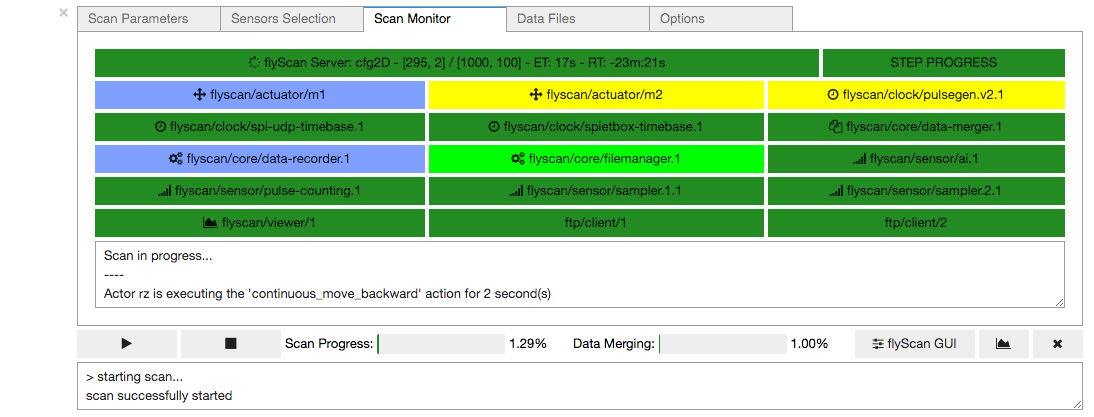 Scan Parameters
Sensors Selection
Scan Monitor
Data Files
Options
flyScan Server: cfg2D - [295, 2] / [1000, 100] - ET: 17s - RT: -23m:21s
STEP PROGRESS
flyscan/actuator/m1
flyscan/actuator/m2
flyscan/clock/pulsegen.v2.1
flyscan/clock/spi-udp-timebase.1
flyscan/clock/spietbox-timebase.1
flyscan/core/data-merger.1
flyscan/core/data-recorder.1
flyscan/core/filemanager.1
flyscan/sensor/ai.1
flyscan/sensor/pulse-counting.1
flyscan/sensor/sampler.1.1
flyscan/sensor/sampler.2.1
flyscan/viewer/1
ftp/client/1
ftp/client/2
Scan in progress...
----
Actor rz is executing the 'continuous_move_backward' action for 2 second(s)
Scan Progress:
1.29%
Data Merging:
1.00%
flyScan GUI
> starting scan...
scan successfully started